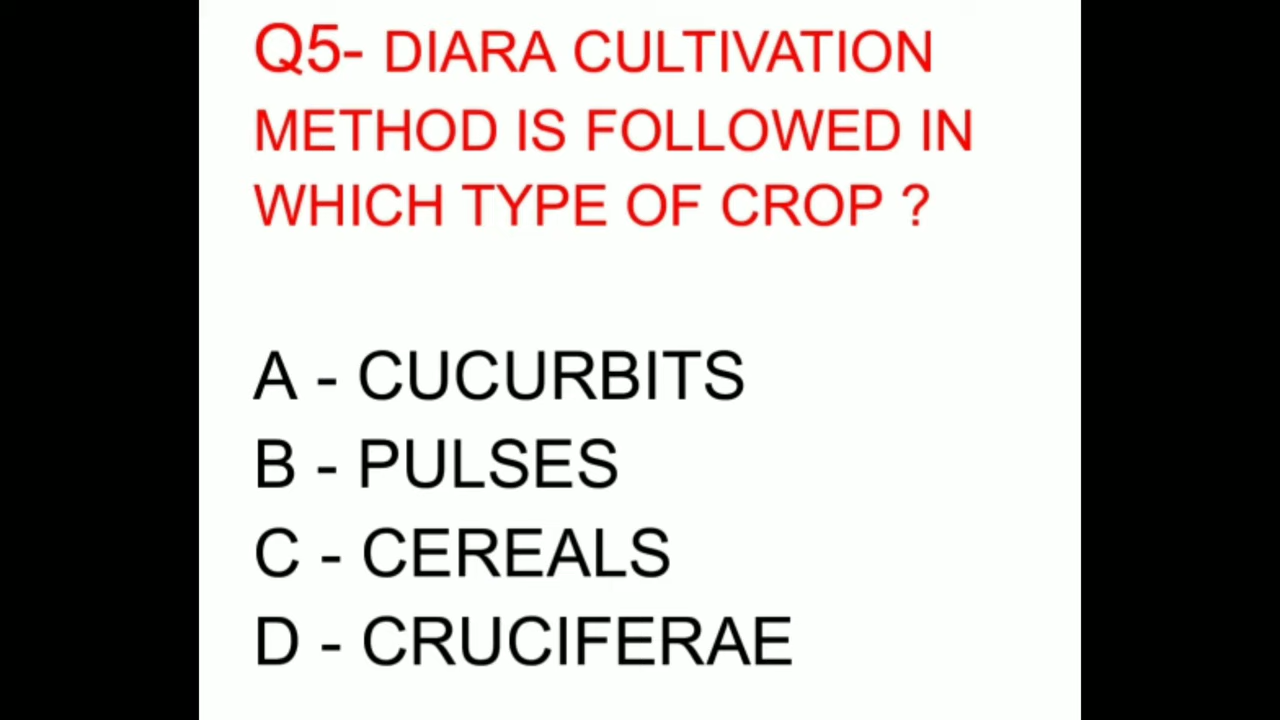 Q5- DIARA CULTIVATION
METHOD IS FOLLOWED IN
WHICH TYPE OF CROP ?
A - CUCURBITS
B - PULSES
C - CEREALS
D - CRUCIFERAE